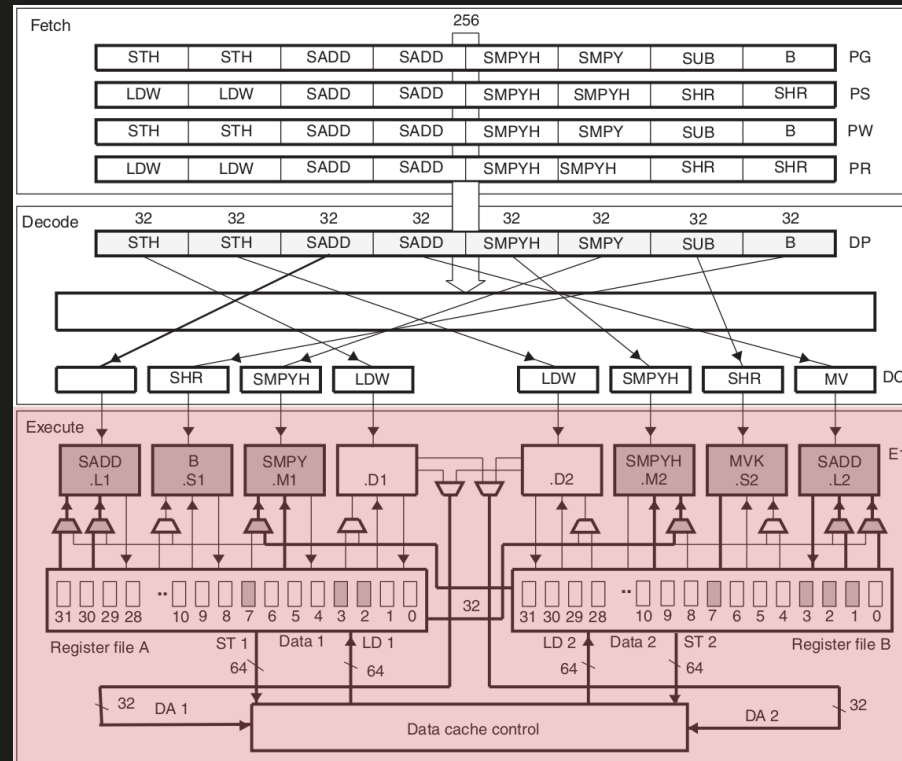 256
Fetch
STH STH SADD SADD SMPYH SMPY SUB B PG
LDW LDW SADD SADD SMPYH SMPYH SHR SHR PS
STH STH SADD SADD SMPYH SMPY SUB B PW
LDW LDW SADD SADD SMPYH SMPYH SHR SHR PR
Decode 32 32 32 32 32 32 32 32
STH STH SADD SADD SMPYH SMPY SUB B DP
SHR SMPYH LDW LDW SMPYH SHR MV DC
Execute
SADD B SMPY SMPYH MVK SADD E1
.L1 .S1 .M1 .D1 .D2 .M2 .S2 .L2
31 30 29 28 .. 10 9 8 7 6 5 4 3 2 1 0 32 31 30 29 28 .. 10 9 8 7 6 5 4 3 2 1 0
Register file A ST 1 Data 1 LD 1 LD 2 Data 2 ST 2 Register file B
64 64 64 64
32 DA 1 DA 2 32
Data cache control